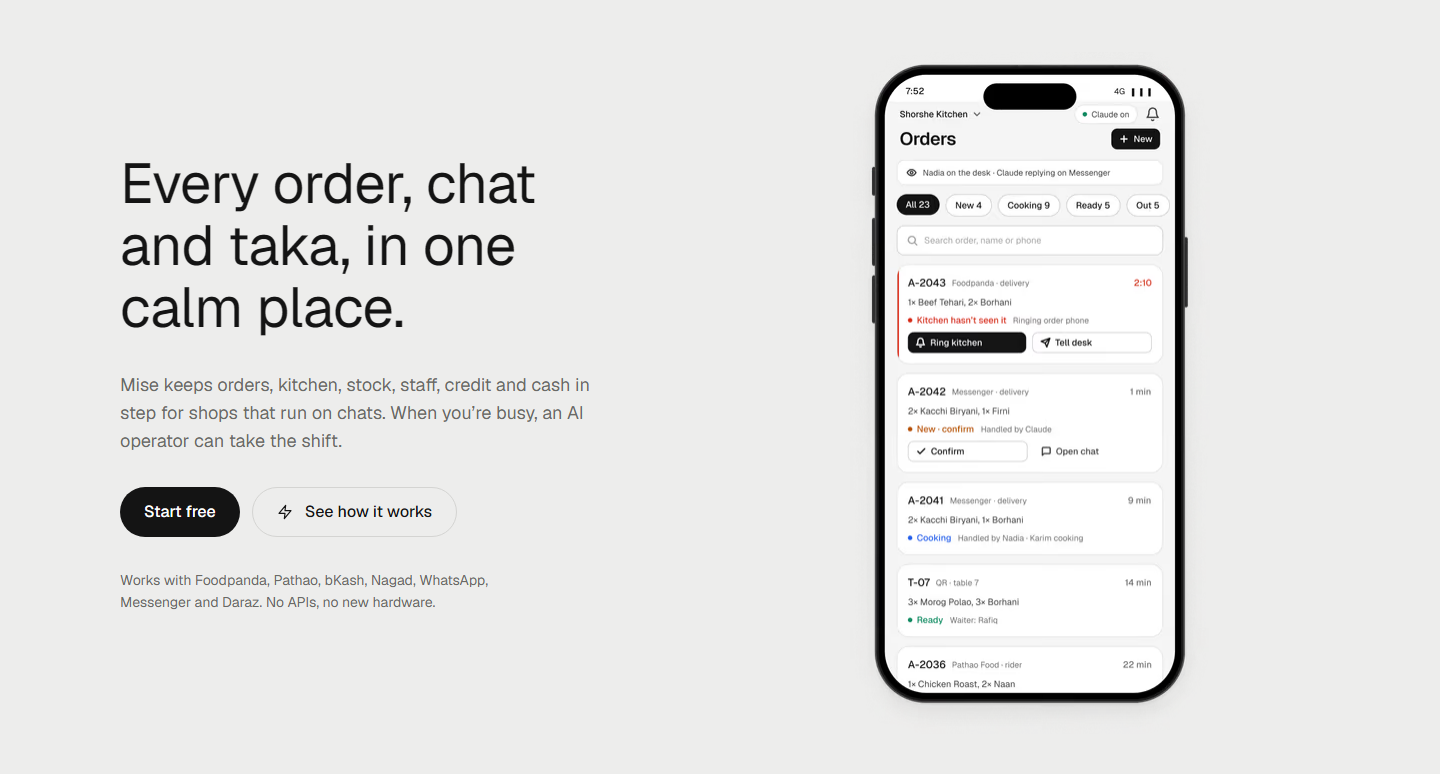 Every order, chat
and taka, in one
calm place.
Mise keeps orders, kitchen, stock, staff, credit and cash in
step for shops that run on chats. When you’re busy, an AI
operator can take the shift.
Start free
See how it works
Works with Foodpanda, Pathao, bKash, Nagad, WhatsApp,
Messenger and Daraz. No APIs, no new hardware.
7:52
4G
Shorshe Kitchen
Claude on
Orders
New
Nadia on the desk · Claude replying on Messenger
All 23 New 4 Cooking 9 Ready 5 Out 5
Search order, name or phone
A-2043 Foodpanda · delivery 2:10
1× Beef Tehari, 2× Borhani
Kitchen hasn’t seen it Ringing order phone
Ring kitchen Tell desk
A-2042 Messenger · delivery 1 min
2× Kacchi Biryani, 1× Firni
New · confirm Handled by Claude
Confirm Open chat
A-2041 Messenger · delivery 9 min
2× Kacchi Biryani, 1× Borhani
Cooking Handled by Nadia · Karim cooking
T-07 QR · table 7 14 min
3× Morog Polao, 3× Borhani
Ready Waiter: Rafiq
A-2036 Pathao Food · rider 22 min
1× Chicken Roast, 2× Naan